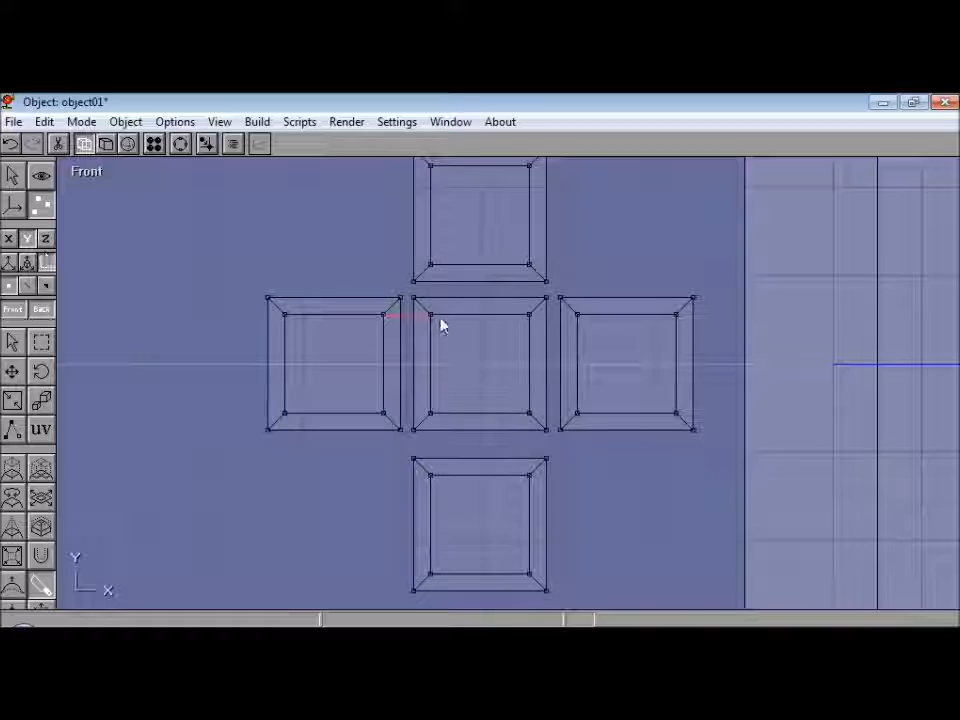 Object: object01*
File Edit Mode Object Options View Build Scripts Render Settings Window About
Front
X Y Z
Front Back
uv
Y
X